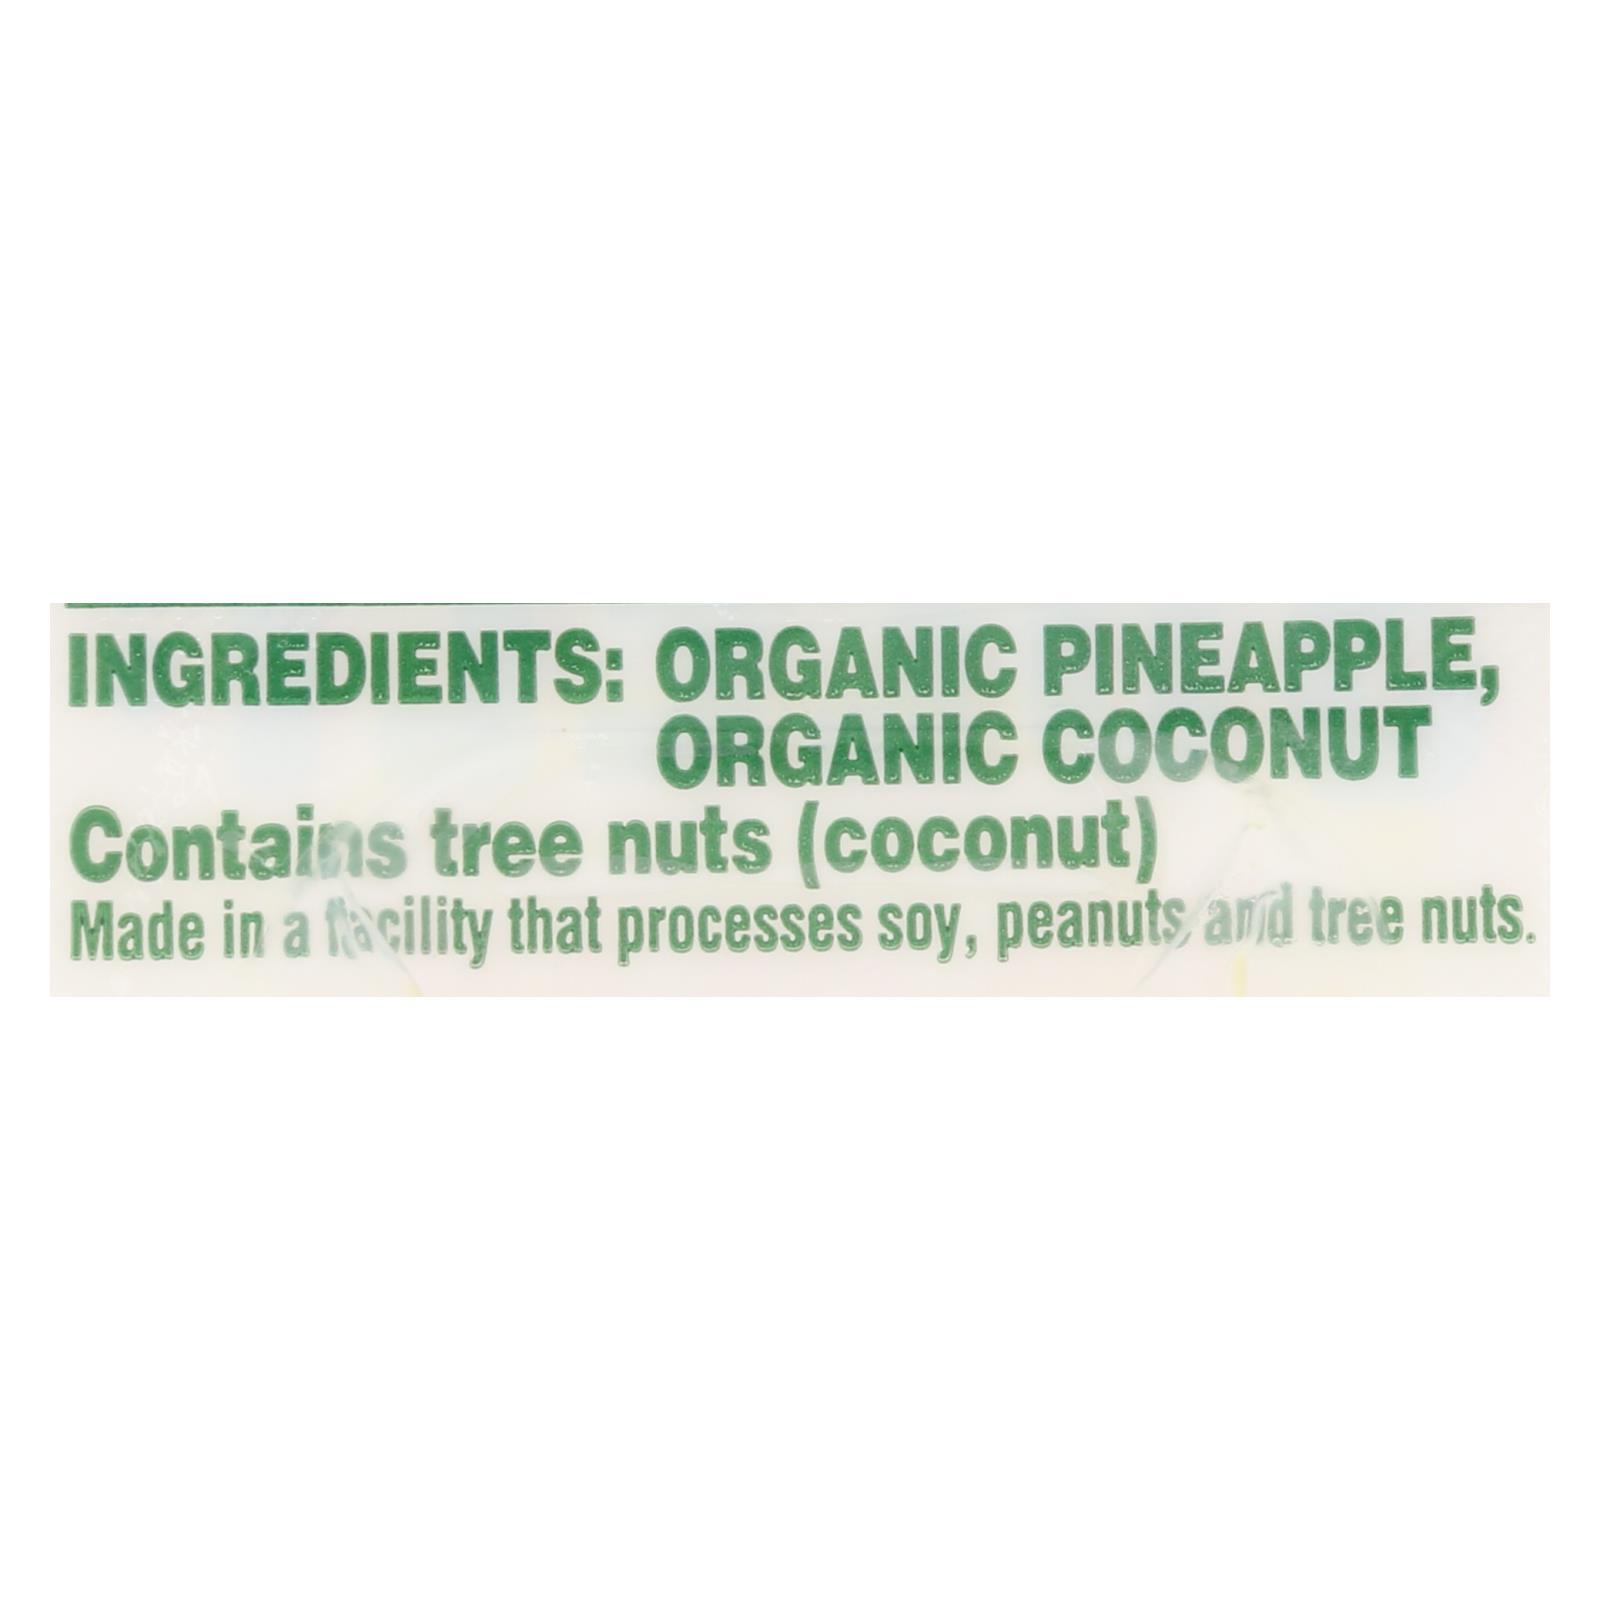 INGREDIENTS: ORGANIC PINEAPPLE,
ORGANIC COCONUT
Contains tree nuts (coconut)
Made in a facility that processes soy, peanuts and tree nuts.